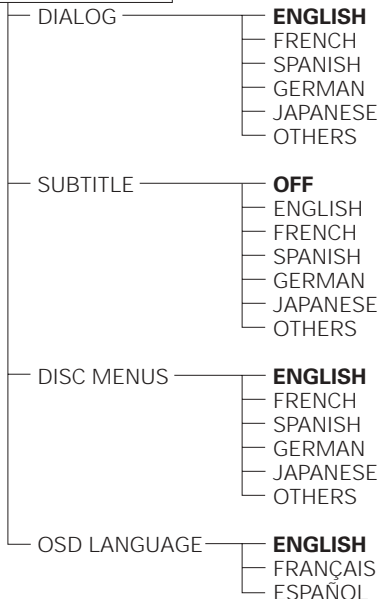 DIALOG ENGLISH
FRENCH
SPANISH
GERMAN
JAPANESE
OTHERS
SUBTITLE OFF
ENGLISH
FRENCH
SPANISH
GERMAN
JAPANESE
OTHERS
DISC MENUS ENGLISH
FRENCH
SPANISH
GERMAN
JAPANESE
OTHERS
OSD LANGUAGE ENGLISH
FRANÇAIS
ESPAÑOL